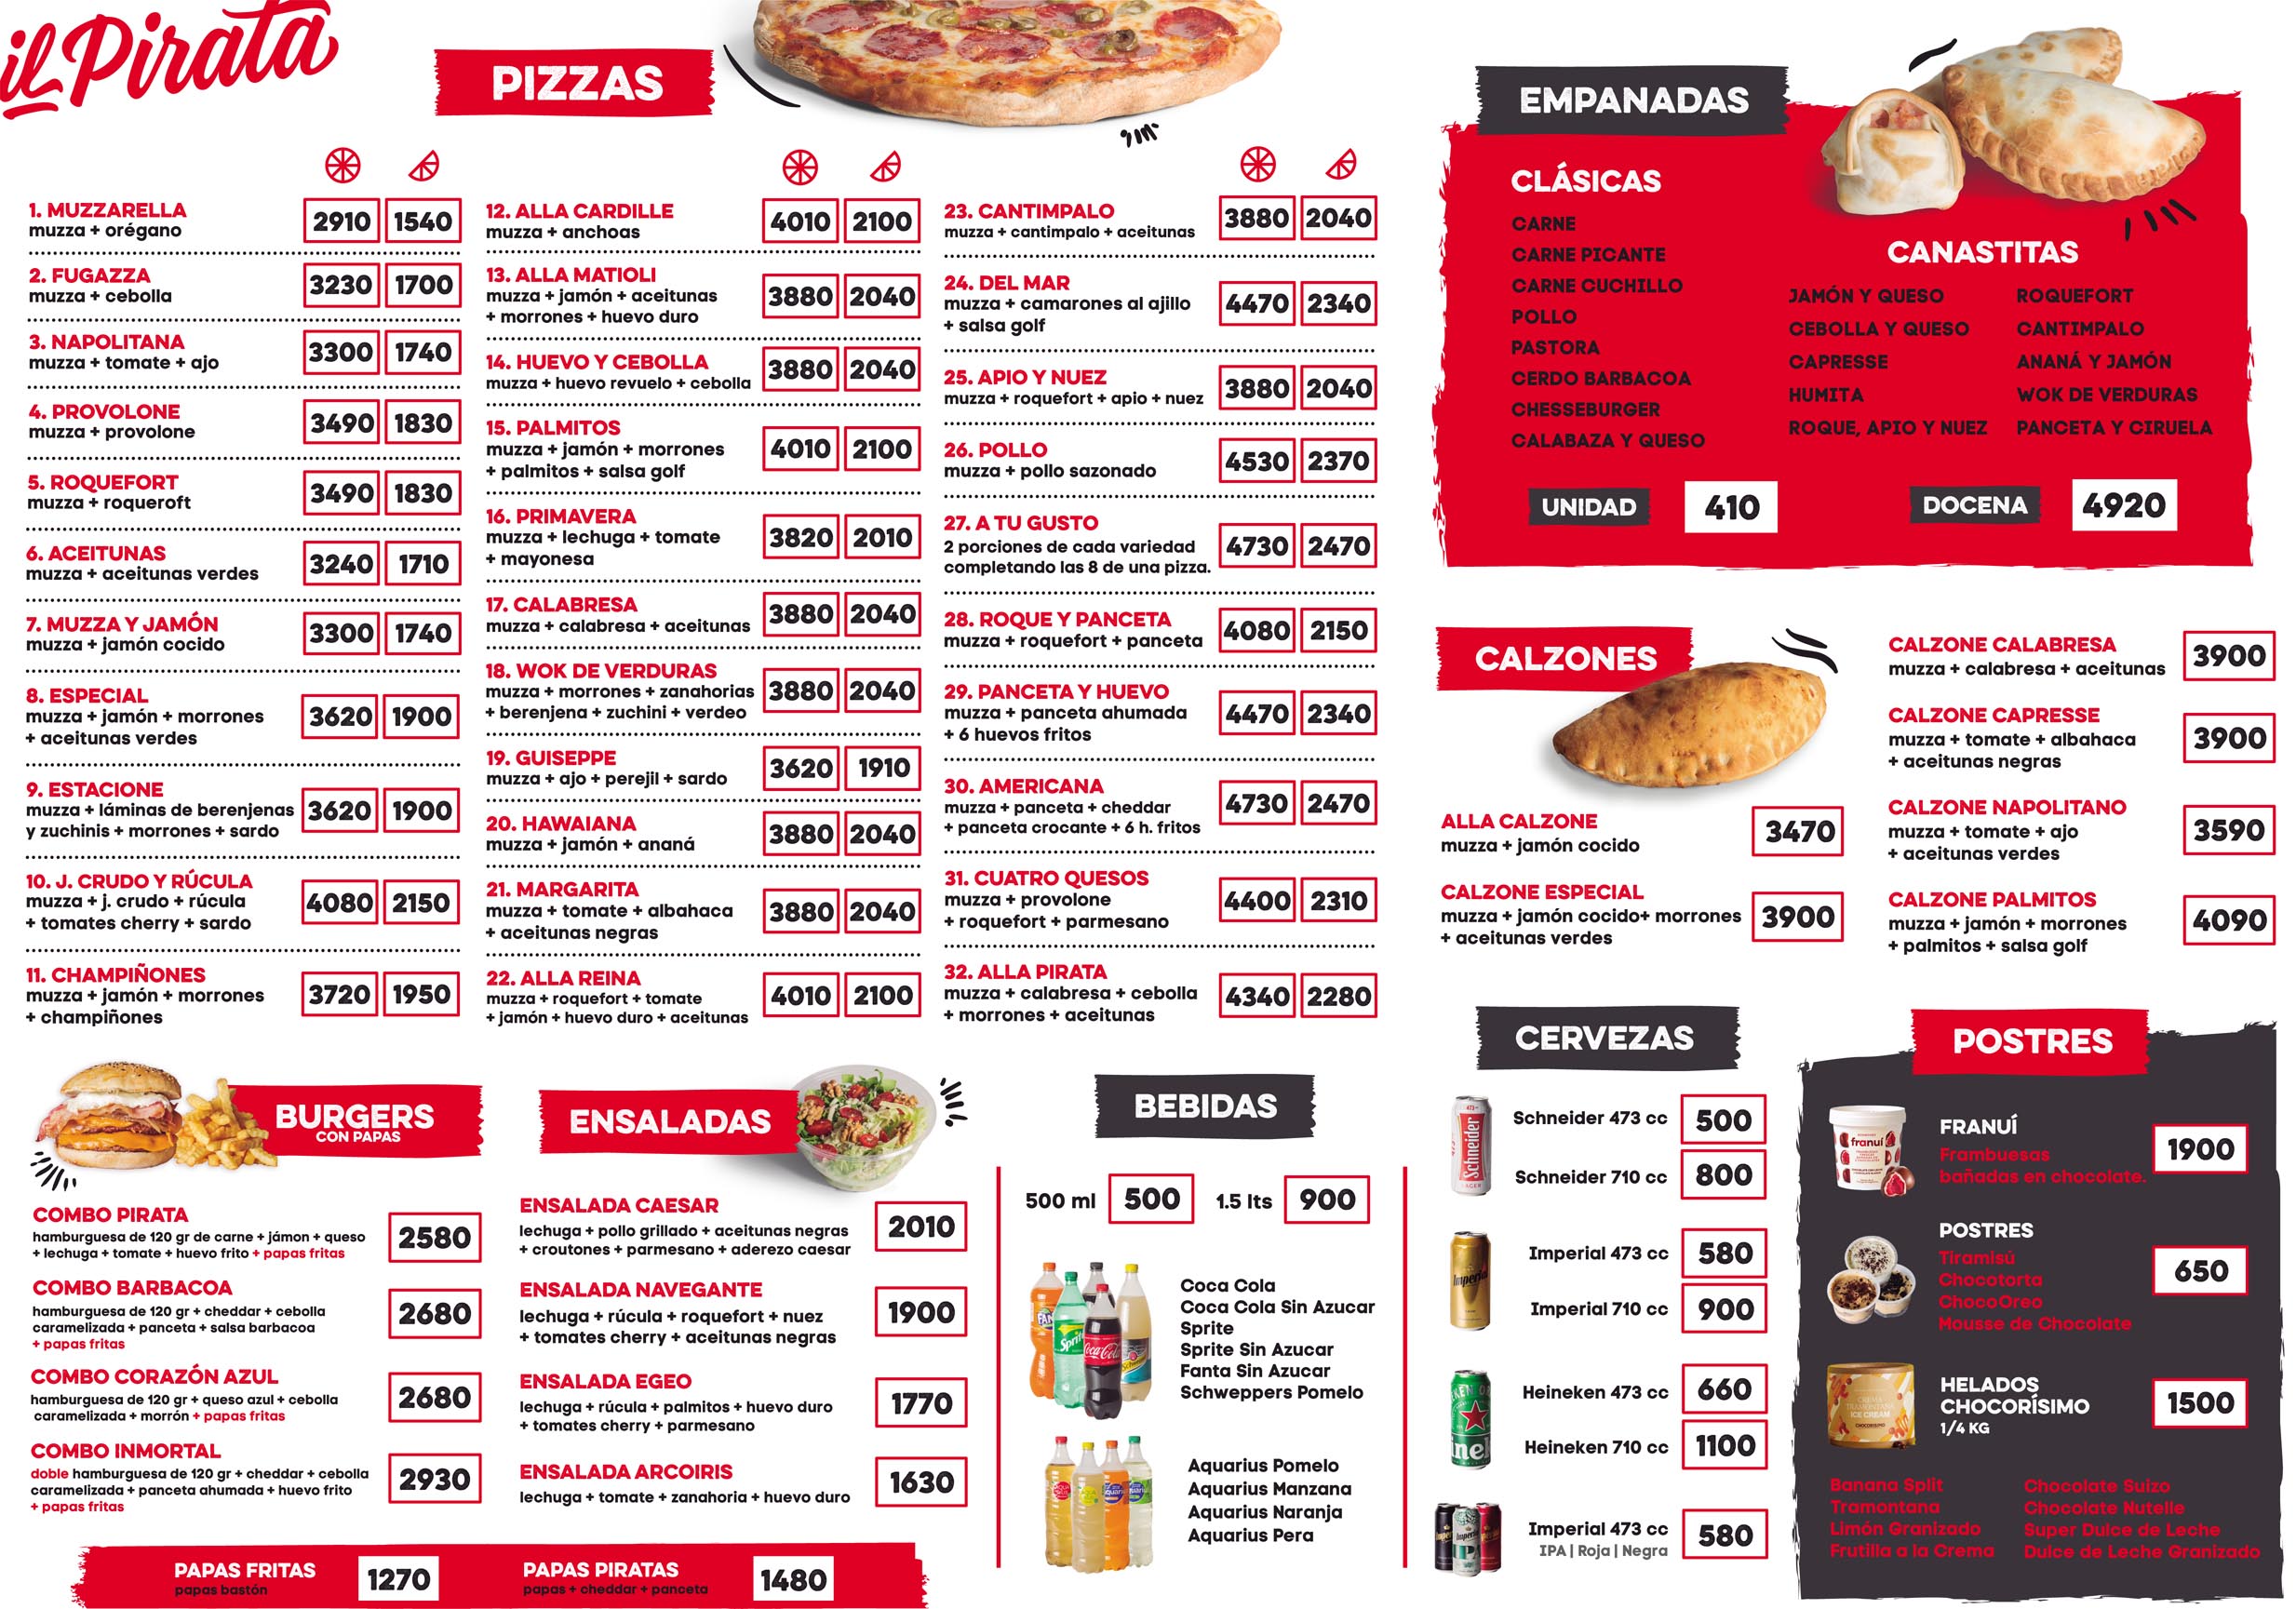 il Pirata
PIZZAS
1. MUZZARELLA
muzza + orégano
2910 1540
2. FUGAZZA
muzza + cebolla
3230 1700
3. NAPOLITANA
muzza + tomate + ajo
3300 1740
4. PROVOLONE
muzza + provolone
3490 1830
5. ROQUEFORT
muzza + roqueroft
3490 1830
6. ACEITUNAS
muzza + aceitunas verdes
3240 1710
7. MUZZA Y JAMÓN
muzza + jamón cocido
3300 1740
8. ESPECIAL
muzza + jamón + morrones
+ aceitunas verdes
3620 1900
9. ESTACIONE
muzza + láminas de berenjenas
y zuchinis + morrones + sardo
3620 1900
10. J. CRUDO Y RÚCULA
muzza + j. crudo + rúcula
+ tomates cherry + sardo
4080 2150
11. CHAMPIÑONES
muzza + jamón + morrones
+ champiñones
3720 1950
12. ALLA CARDILLE
muzza + anchoas
4010 2100
13. ALLA MATIOLI
muzza + jamón + aceitunas
+ morrones + huevo duro
3880 2040
14. HUEVO Y CEBOLLA
muzza + huevo revuelo + cebolla
3880 2040
15. PALMITOS
muzza + jamón + morrones
+ palmitos + salsa golf
4010 2100
16. PRIMAVERA
muzza + lechuga + tomate
+ mayonesa
3820 2010
17. CALABRESA
muzza + calabresa + aceitunas
3880 2040
18. WOK DE VERDURAS
muzza + morrones + zanahorias
+ berenjena + zuchini + verdeo
3880 2040
19. GUISEPPE
muzza + ajo + perejil + sardo
3620 1910
20. HAWAIANA
muzza + jamón + ananá
3880 2040
21. MARGARITA
muzza + tomate + albahaca
+ aceitunas negras
3880 2040
22. ALLA REINA
muzza + roquefort + tomate
+ jamón + huevo duro + aceitunas
4010 2100
23. CANTIMPALO
muzza + cantimpalo + aceitunas
3880 2040
24. DEL MAR
muzza + camarones al ajillo
+ salsa golf
4470 2340
25. APIO Y NUEZ
muzza + roquefort + apio + nuez
3880 2040
26. POLLO
muzza + pollo sazonado
4530 2370
27. A TU GUSTO
2 porciones de cada variedad
completando las 8 de una pizza.
4730 2470
28. ROQUE Y PANCETA
muzza + roquefort + panceta
4080 2150
29. PANCETA Y HUEVO
muzza + panceta ahumada
+ 6 huevos fritos
4470 2340
30. AMERICANA
muzza + panceta + cheddar
+ panceta crocante + 6 h. fritos
4730 2470
31. CUATRO QUESOS
muzza + provolone
+ roquefort + parmesano
4400 2310
32. ALLA PIRATA
muzza + calabresa + cebolla
+ morrones + aceitunas
4340 2280
EMPANADAS
CLÁSICAS
CARNE
CARNE PICANTE
CARNE CUCHILLO
POLLO
PASTORA
CERDO BARBACOA
CHESSEBURGER
CALABAZA Y QUESO
CANASTITAS
JAMÓN Y QUESO
CEBOLLA Y QUESO
CAPRESSE
HUMITA
ROQUE, APIO Y NUEZ
ROQUEFORT
CANTIMPALO
ANANÁ Y JAMÓN
WOK DE VERDURAS
PANCETA Y CIRUELA
UNIDAD 410
DOCENA 4920
CALZONES
ALLA CALZONE
muzza + jamón cocido
3470
CALZONE ESPECIAL
muzza + jamón cocido+ morrones
+ aceitunas verdes
3900
CALZONE CALABRESA
muzza + calabresa + aceitunas
3900
CALZONE CAPRESSE
muzza + tomate + albahaca
+ aceitunas negras
3900
CALZONE NAPOLITANO
muzza + tomate + ajo
+ aceitunas verdes
3590
CALZONE PALMITOS
muzza + jamón + morrones
+ palmitos + salsa golf
4090
BURGERS
CON PAPAS
COMBO PIRATA
hamburguesa de 120 gr de carne + jámon + queso
+ lechuga + tomate + huevo frito + papas fritas
2580
COMBO BARBACOA
hamburguesa de 120 gr + cheddar + cebolla
caramelizada + panceta + salsa barbacoa
+ papas fritas
2680
COMBO CORAZÓN AZUL
hamburguesa de 120 gr + queso azul + cebolla
caramelizada + morrón + papas fritas
2680
COMBO INMORTAL
doble hamburguesa de 120 gr + cheddar + cebolla
caramelizada + panceta ahumada + huevo frito
+ papas fritas
2930
ENSALADAS
ENSALADA CAESAR
lechuga + pollo grillado + aceitunas negras
+ croutones + parmesano + aderezo caesar
2010
ENSALADA NAVEGANTE
lechuga + rúcula + roquefort + nuez
+ tomates cherry + aceitunas negras
1900
ENSALADA EGEO
lechuga + rúcula + palmitos + huevo duro
+ tomates cherry + parmesano
1770
ENSALADA ARCOIRIS
lechuga + tomate + zanahoria + huevo duro
1630
PAPAS FRITAS
papas bastón
1270
PAPAS PIRATAS
papas + cheddar + panceta
1480
BEBIDAS
500 ml 500 1.5 lts 900
Coca Cola
Coca Cola Sin Azucar
Sprite
Sprite Sin Azucar
Fanta Sin Azucar
Schweppers Pomelo
Aquarius Pomelo
Aquarius Manzana
Aquarius Naranja
Aquarius Pera
CERVEZAS
Schneider
Schneider 473 cc 500
Schneider 710 cc 800
Imperial 473 cc 580
Imperial 710 cc 900
Heineken 473 cc 660
Heineken 710 cc 1100
Imperial 473 cc
IPA | Roja | Negra
580
POSTRES
franuí
FRANUÍ
Frambuesas
bañadas en chocolate.
1900
POSTRES
Tiramisú
Chocotorta
ChocoOreo
Mousse de Chocolate
650
HELADOS
CHOCORÍSIMO
1/4 KG
1500
Banana Split
Tramontana
Limón Granizado
Frutilla a la Crema
Chocolate Suizo
Chocolate Nutelle
Super Dulce de Leche
Dulce de Leche Granizado